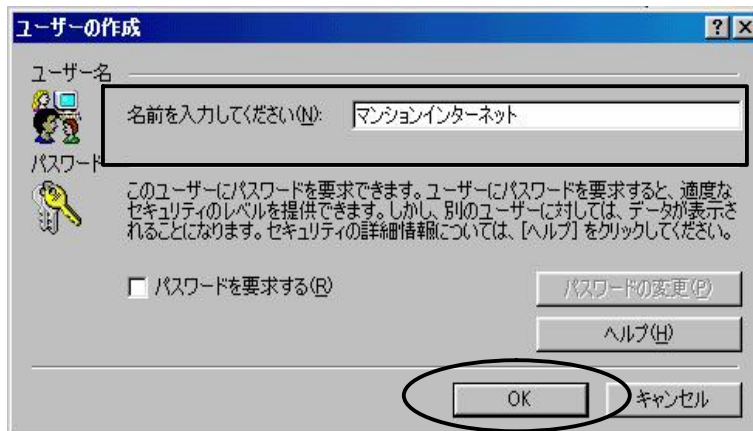 ユーザーの作成
ユーザー名
名前を入力してください(N):
マンションインターネット
パスワード
このユーザーにパスワードを要求できます。ユーザーにパスワードを要求すると、適度な
セキュリティのレベルを提供できます。しかし、別のユーザーに対しては、データが表示さ
れることになります。セキュリティの詳細情報については、[ヘルプ] をクリックしてください。
パスワードを要求する(R)
パスワードの変更(P)
ヘルプ(H)
OK
キャンセル